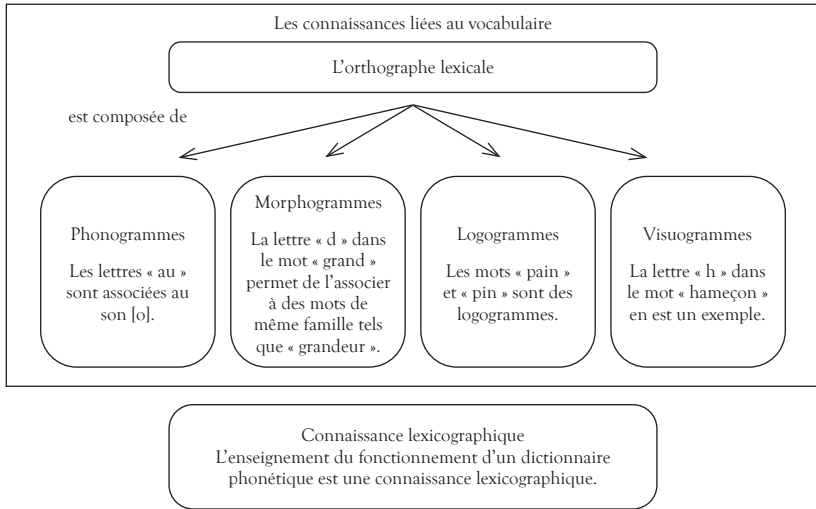 Les connaissances liées au vocabulaire
L'orthographe lexicale
est composée de
Phonogrammes
Les lettres « au »
sont associées au
son [o].
Morphogrammes
La lettre « d » dans
le mot « grand »
permet de l'associer
à des mots de
même famille tels
que « grandeur ».
Logogrammes
Les mots « pain »
et « pin » sont des
logogrammes.
Visuogrammes
La lettre « h » dans
le mot « hameçon »
en est un exemple.
Connaissance lexicographique
L'enseignement du fonctionnement d'un dictionnaire
phonétique est une connaissance lexicographique.